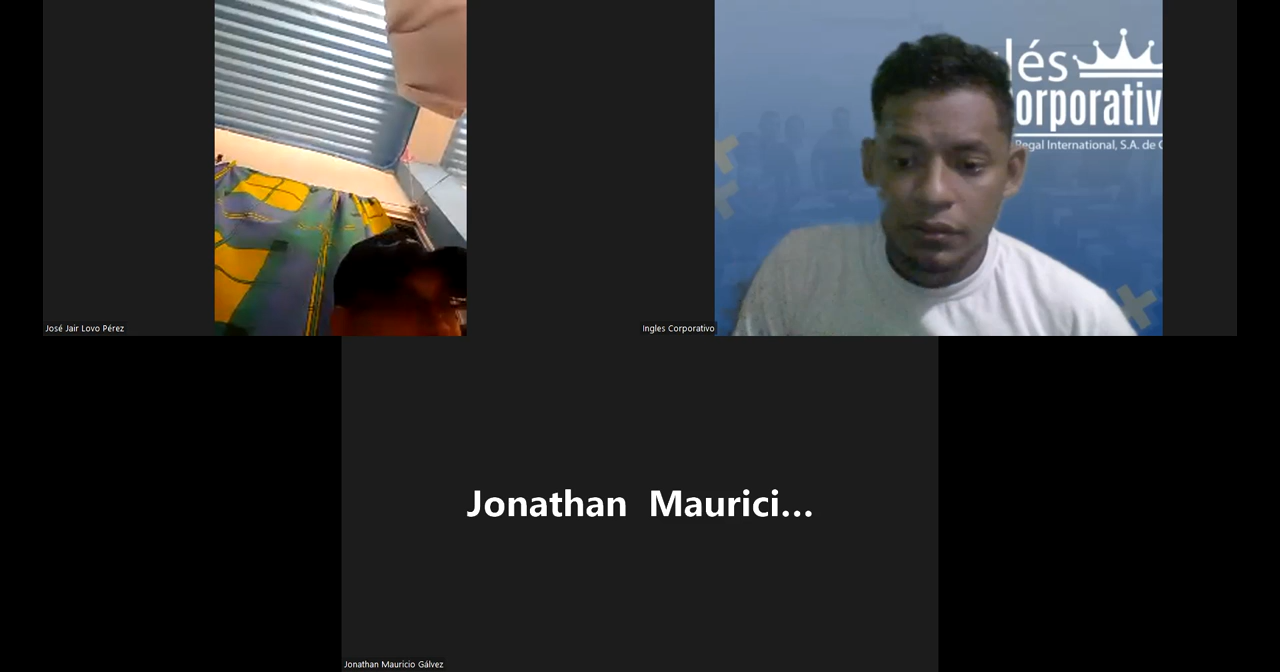 lés
orporativ
Regal International, S.A. de C
José Jair Lovo Pérez
Ingles Corporativo
Jonathan Maurici...
Jonathan Mauricio Gálvez